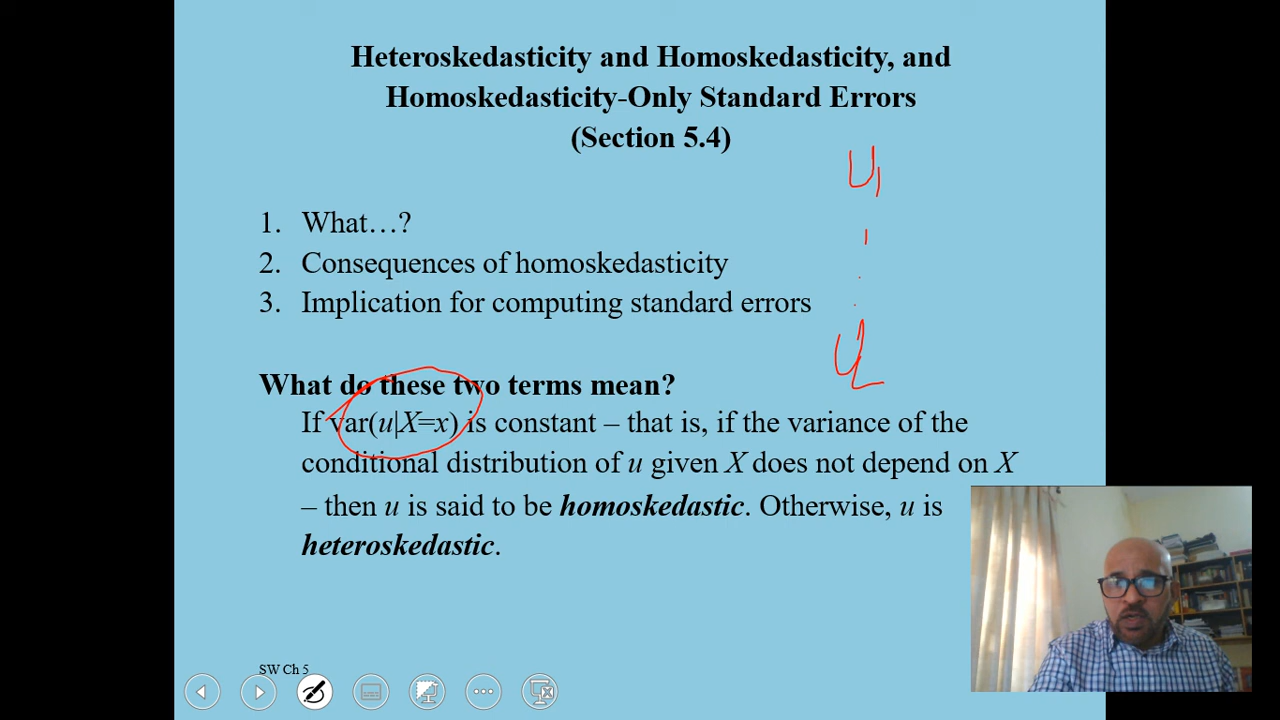 Heteroskedasticity and Homoskedasticity, and
Homoskedasticity-Only Standard Errors
(Section 5.4)
u1
1. What…?
2. Consequences of homoskedasticity
3. Implication for computing standard errors
What do these two terms mean?
If var(u|X=x) is constant – that is, if the variance of the
conditional distribution of u given X does not depend on X
– then u is said to be homoskedastic. Otherwise, u is
heteroskedastic.
SW Ch 5